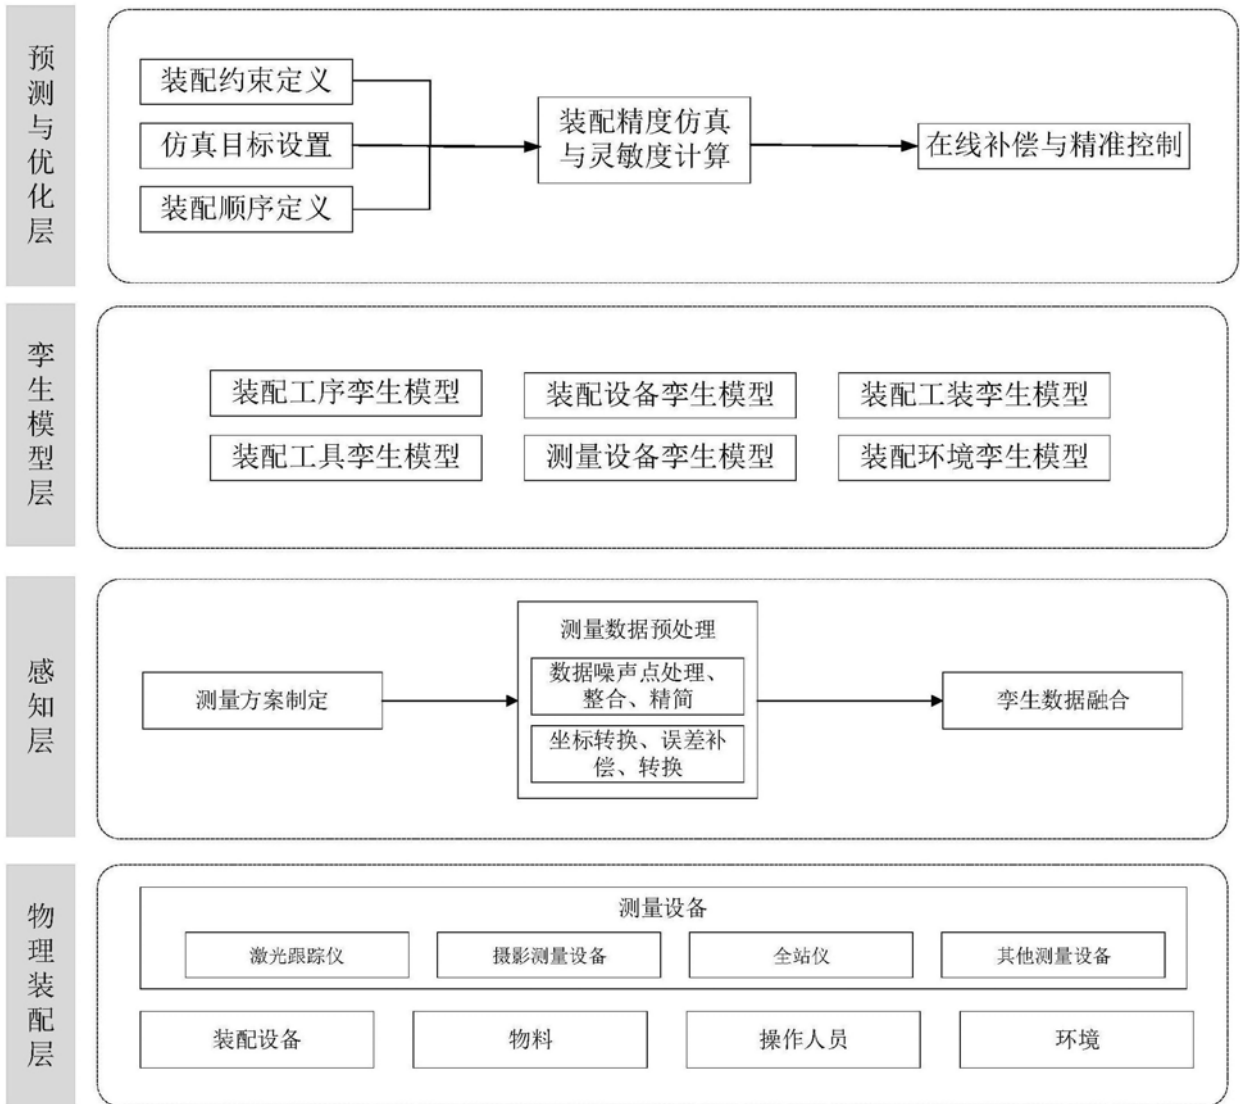 预测与优化层
装配约束定义
仿真目标设置
装配顺序定义
装配精度仿真
与灵敏度计算
在线补偿与精准控制
孪生模型层
装配工序孪生模型
装配设备孪生模型
装配工装孪生模型
装配工具孪生模型
测量设备孪生模型
装配环境孪生模型
感知层
测量方案制定
测量数据预处理
数据噪声点处理、
整合、精简
坐标转换、误差补
偿、转换
孪生数据融合
物理装配层
测量设备
激光跟踪仪
摄影测量设备
全站仪
其他测量设备
装配设备
物料
操作人员
环境